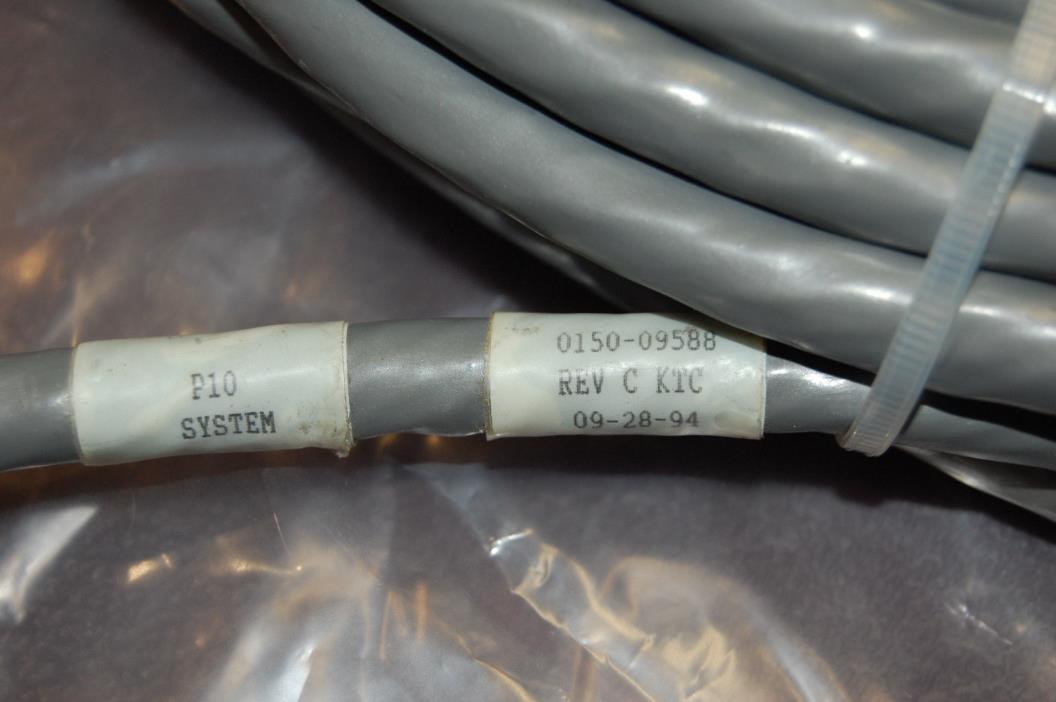 P10
SYSTEM
0150-09588
REV C KTC
09-28-94